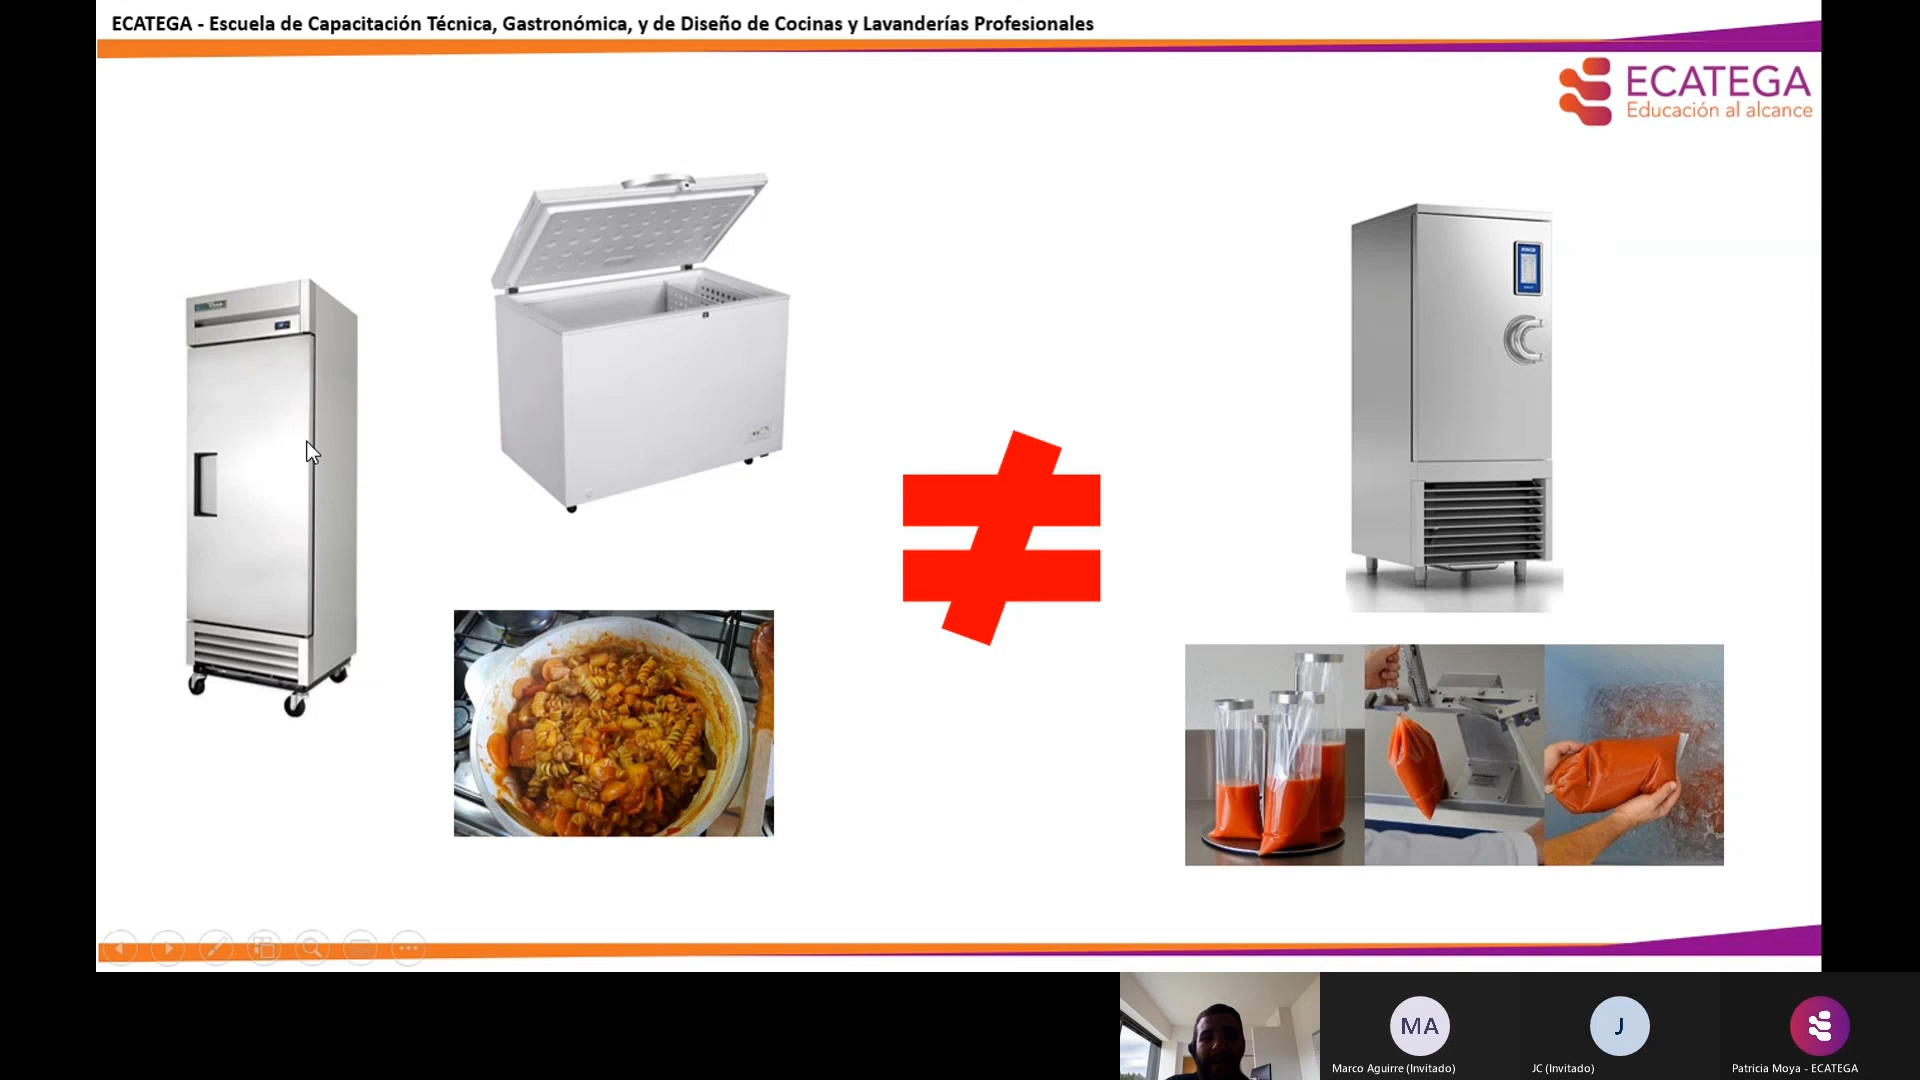 ECATEGA - Escuela de Capacitación Técnica, Gastronómica, y de Diseño de Cocinas y Lavanderías Profesionales
ECATEGA
Educación al alcance
≠
MA
J
Marco Aguirre (Invitado)
JC (Invitado)
Patricia Moya - ECATEGA